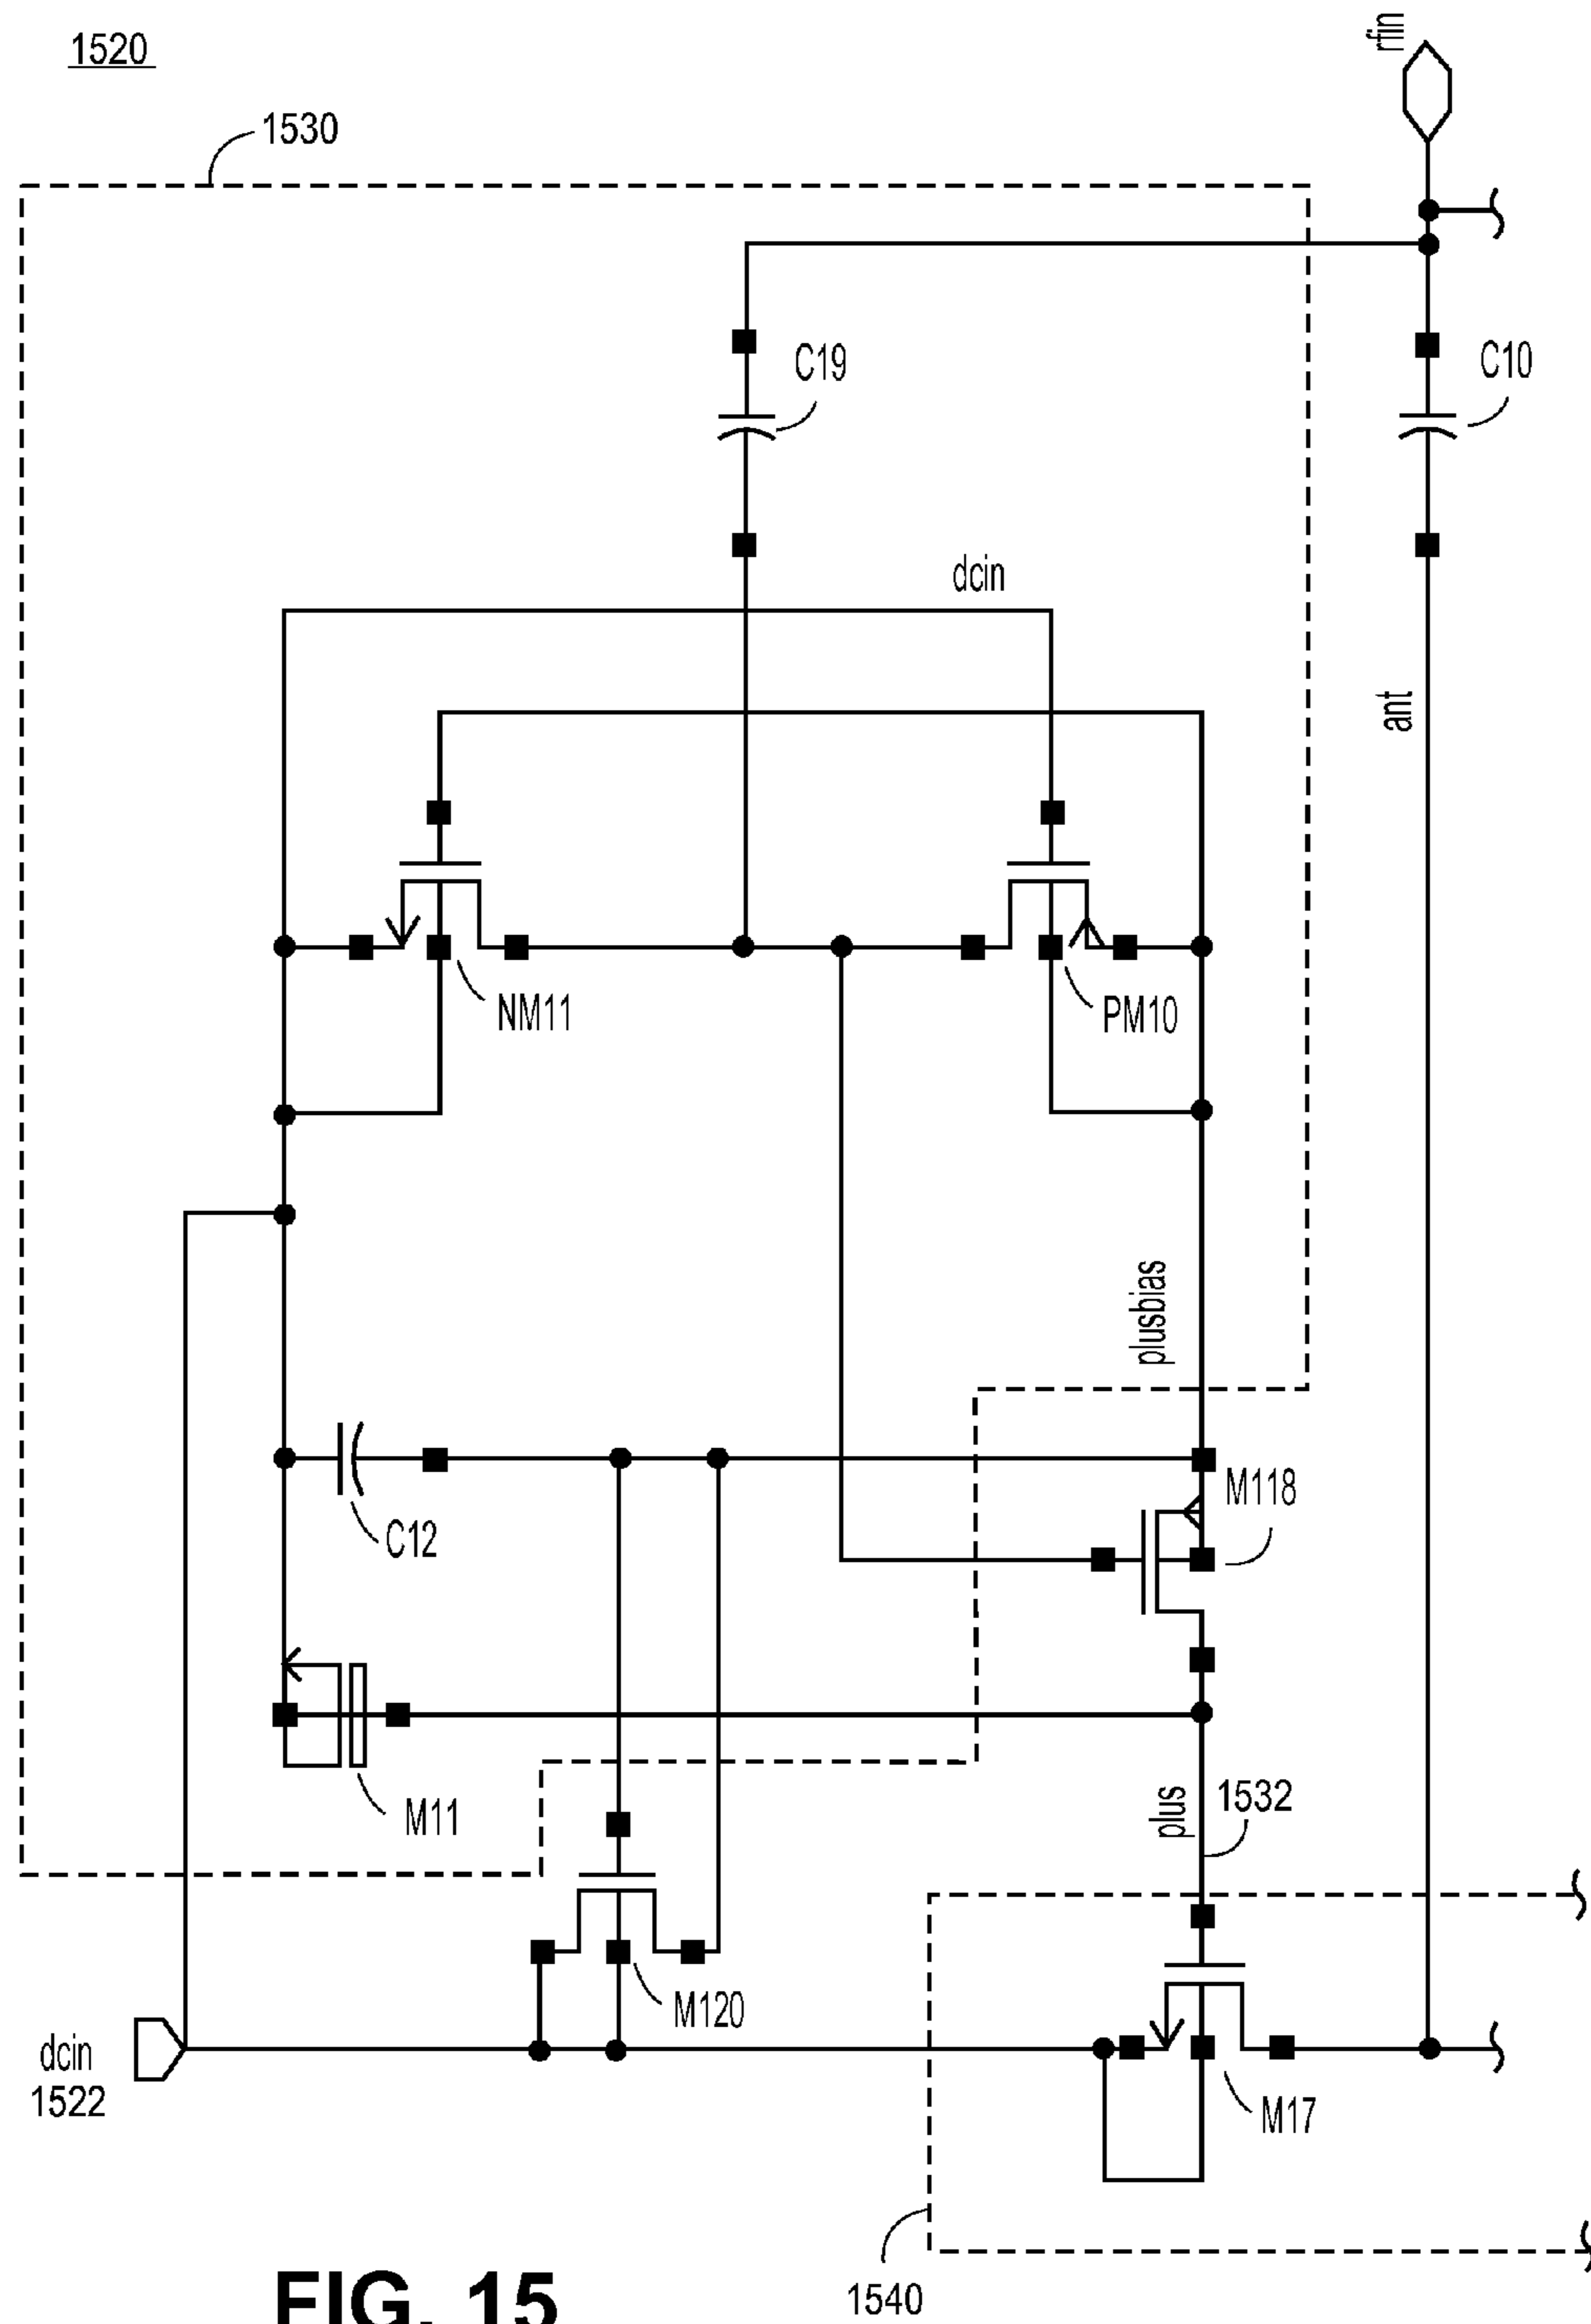 1520
rfin
1530
C19
C10
dcin
ant
NM11
PM10
plusbias
M118
C12
M11
plus
1532
M120
dcin
1522
M17
1540
FIG. 15